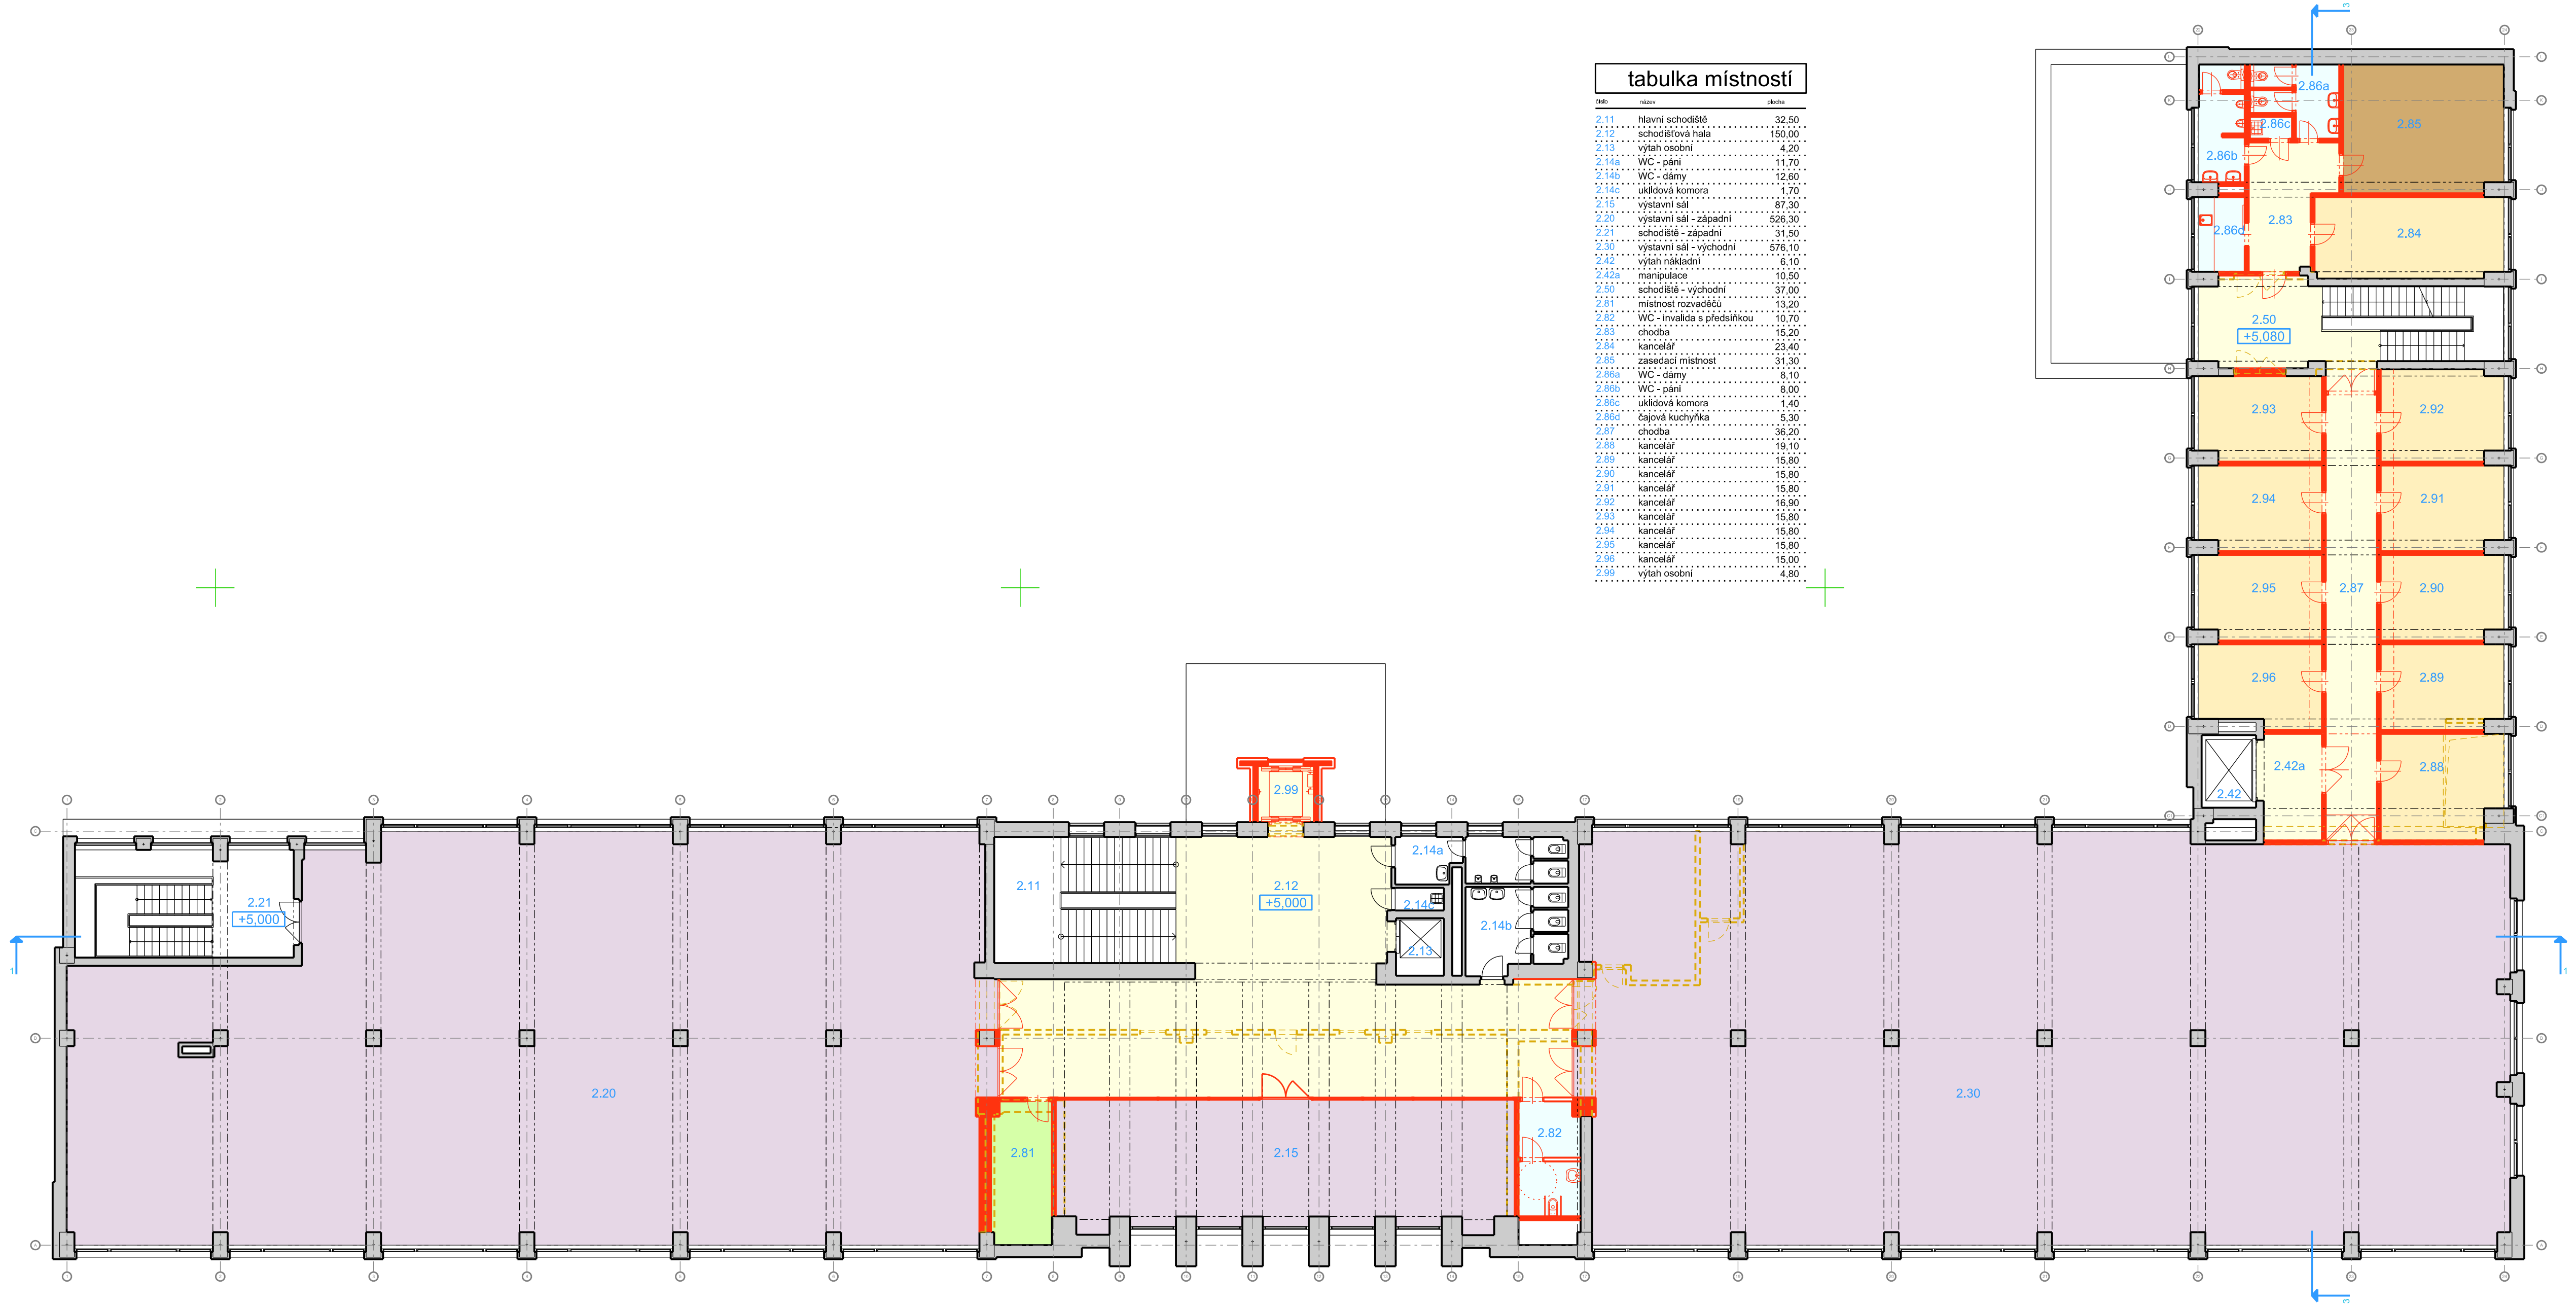 tabulka místností
číslo název plocha
2.11 hlavní schodiště 32,50
2.12 schodišťová hala 150,00
2.13 výtah osobní 4,20
2.14a WC - páni 11,70
2.14b WC - dámy 12,60
2.14c uklidová komora 1,70
2.15 výstavní sál 87,30
2.20 výstavní sál - západní 526,30
2.21 schodiště - západní 31,50
2.30 výstavní sál - východní 576,10
2.42 výtah nákladní 6,10
2.42a manipulace 10,50
2.50 schodiště - východní 37,00
2.81 místnost rozvaděčů 13,20
2.82 WC - invalida s předsíňkou 10,70
2.83 chodba 15,20
2.84 kancelář 23,40
2.85 zasedací místnost 31,30
2.86a WC - dámy 8,10
2.86b WC - páni 8,00
2.86c uklidová komora 1,40
2.86d čajová kuchyňka 5,30
2.87 chodba 36,20
2.88 kancelář 19,10
2.89 kancelář 15,80
2.90 kancelář 15,80
2.91 kancelář 15,80
2.92 kancelář 16,90
2.93 kancelář 15,80
2.94 kancelář 15,80
2.95 kancelář 15,80
2.96 kancelář 15,00
2.99 výtah osobní 4,80
3
2.86a
2.86c
2.85
2.86b
2.83
2.86d
2.84
2.50
+5,080
2.93
2.92
2.94
2.91
2.95
2.87
2.90
2.96
2.89
2.42a
2.88
2.42
2.99
2.14a
2.11
2.12
+5,000
2.14c
2.21
+5,000
2.14b
2.13
1
1
2.20
2.30
2.82
2.81
2.15
3